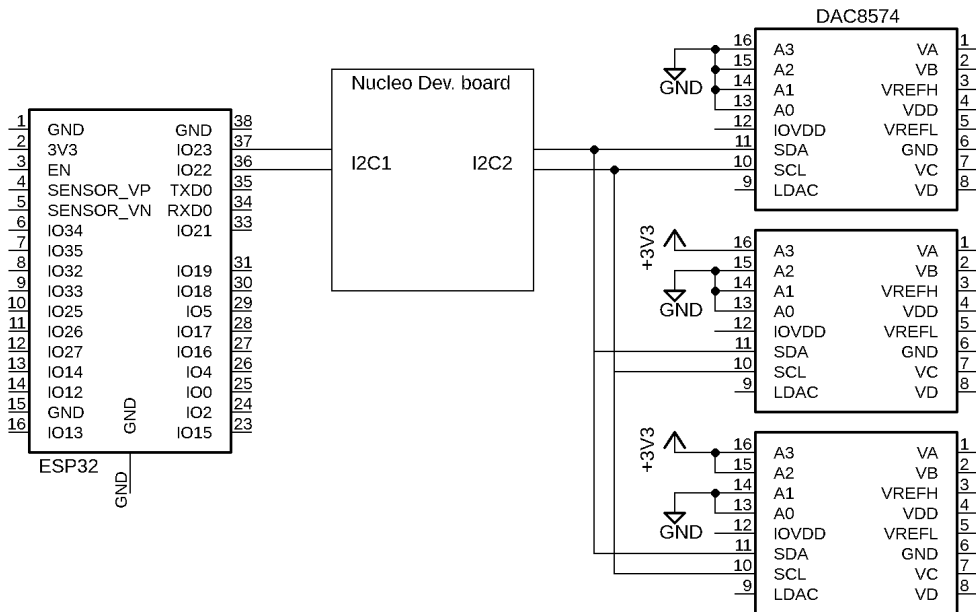 DAC8574
16 A3 VA 1
15 A2 VB 2
GND
14 A1 VREFH 3
13 A0 VDD 4
12 IOVDD VREFL 5
11 SDA GND 6
10 SCL VC 7
9 LDAC VD 8
Nucleo Dev. board
I2C1 I2C2
1 GND GND 38
2 3V3 IO23 37
3 EN IO22 36
4 SENSOR_VP TXD0 35
5 SENSOR_VN RXD0 34
6 IO34 IO21 33
7 IO35
8 IO32 IO19 31
9 IO33 IO18 30
10 IO25 IO5 29
11 IO26 IO17 28
12 IO27 IO16 27
13 IO14 IO4 26
14 IO12 IO0 25
15 GND IO2 24
16 IO13 IO15 23
GND
ESP32
GND
+3V3
16 A3 VA 1
15 A2 VB 2
14 A1 VREFH 3
GND
13 A0 VDD 4
12 IOVDD VREFL 5
11 SDA GND 6
10 SCL VC 7
9 LDAC VD 8
+3V3
16 A3 VA 1
15 A2 VB 2
14 A1 VREFH 3
13 A0 VDD 4
GND
12 IOVDD VREFL 5
11 SDA GND 6
10 SCL VC 7
9 LDAC VD 8